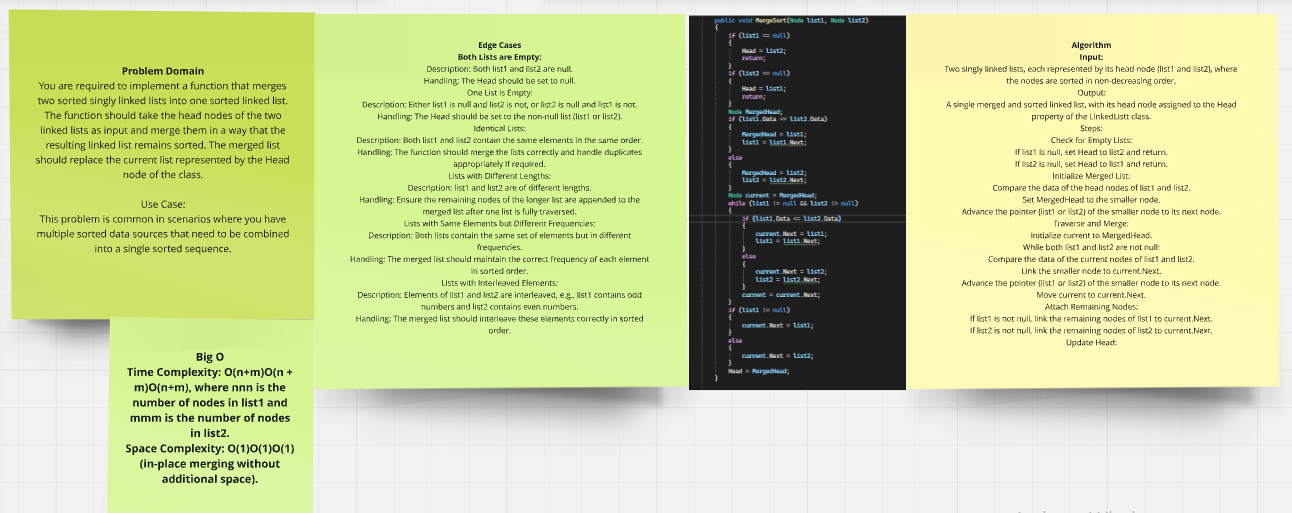 Problem Domain
You are required to implement a function that merges
two sorted singly linked lists into one sorted linked list.
The function should take the head nodes of the two
linked lists as input and merge them in a way that the
resulting linked list remains sorted. The merged list
should replace the current list represented by the Head
node of the class.
Use Case:
This problem is common in scenarios where you have
multiple sorted data sources that need to be combined
into a single sorted sequence.
Big O
Time Complexity: O(n+m)O(n +
m)O(n+m), where nnn is the
number of nodes in list1 and
mmm is the number of nodes
in list2.
Space Complexity: O(1)O(1)O(1)
(in-place merging without
additional space).
Edge Cases
Both Lists are Empty:
Description: Both list1 and list2 are null.
Handling: The Head should be set to null.
One List is Empty:
Description: Either list1 is null and list2 is not, or list2 is null and list1 is not.
Handling: The Head should be set to the non-null list (list1 or list2).
Identical Lists:
Description: Both list1 and list2 contain the same elements in the same order.
Handling: The function should merge the lists correctly and handle duplicates
appropriately if required.
Lists with Different Lengths:
Description: list1 and list2 are of different lengths.
Handling: Ensure the remaining nodes of the longer list are appended to the
merged list after one list is fully traversed.
Lists with Same Elements but Different Frequencies:
Description: Both lists contain the same set of elements but in different
frequencies.
Handling: The merged list should maintain the correct frequency of each element
in sorted order.
Lists with Interleaved Elements:
Description: Elements of list1 and list2 are interleaved, e.g., list1 contains odd
numbers and list2 contains even numbers.
Handling: The merged list should interleave these elements correctly in sorted
order.
public void MergeSort(Node list1, Node list2)
{
if (list1 == null)
{
Head = list2;
return;
}
if (list2 == null)
{
Head = list1;
return;
}
Node MergedHead;
if (list1.Data <= list2.Data)
{
MergedHead = list1;
list1 = list1.Next;
}
else
{
MergedHead = list2;
list2 = list2.Next;
}
Node current = MergedHead;
while (list1 != null && list2 != null)
{
if (list1.Data <= list2.Data)
{
current.Next = list1;
list1 = list1.Next;
}
else
{
current.Next = list2;
list2 = list2.Next;
}
current = current.Next;
}
if (list1 != null)
{
current.Next = list1;
}
else
{
current.Next = list2;
}
Head = MergedHead;
}
Algorithm
Input:
Two singly linked lists, each represented by its head node (list1 and list2), where
the nodes are sorted in non-decreasing order.
Output:
A single merged and sorted linked list, with its head node assigned to the Head
property of the LinkedList class.
Steps:
Check for Empty Lists:
If list1 is null, set Head to list2 and return.
If list2 is null, set Head to list1 and return.
Initialize Merged List:
Compare the data of the head nodes of list1 and list2.
Set MergedHead to the smaller node.
Advance the pointer (list1 or list2) of the smaller node to its next node.
Traverse and Merge:
Initialize current to MergedHead.
While both list1 and list2 are not null:
Compare the data of the current nodes of list1 and list2.
Link the smaller node to current.Next.
Advance the pointer (list1 or list2) of the smaller node to its next node.
Move current to current.Next.
Attach Remaining Nodes:
If list1 is not null, link the remaining nodes of list1 to current.Next.
If list2 is not null, link the remaining nodes of list2 to current.Next.
Update Head: